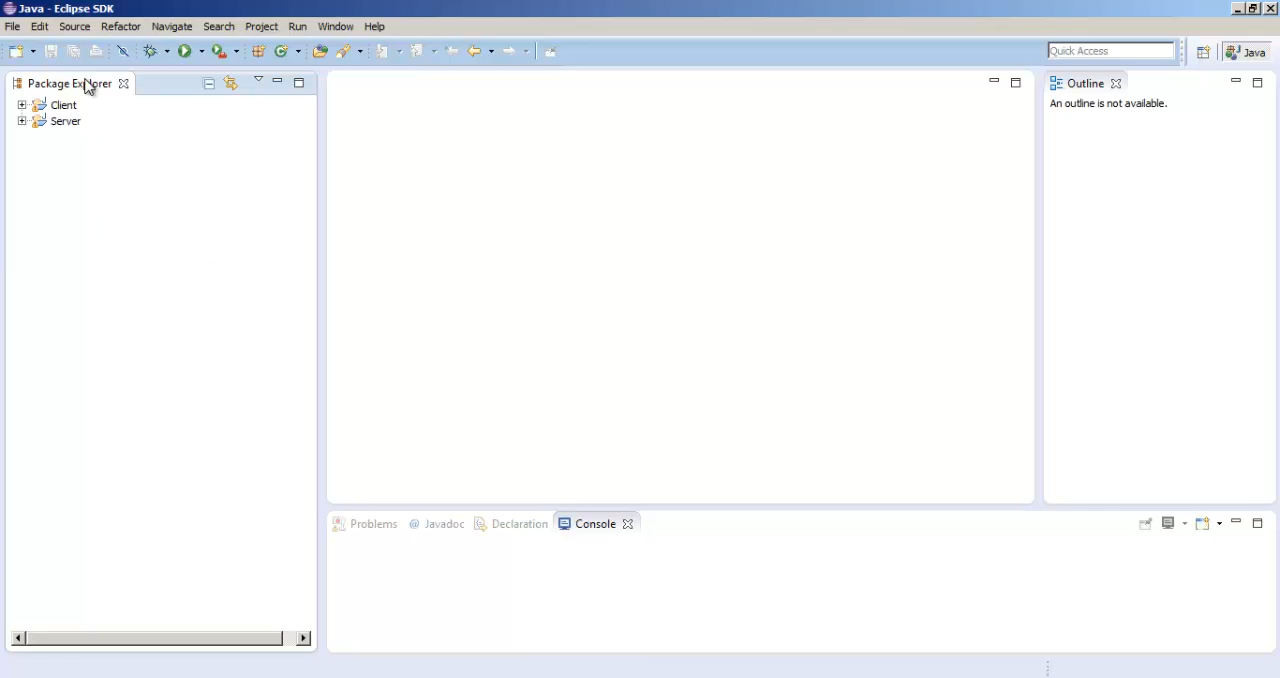 Java - Eclipse SDK
File Edit Source Refactor Navigate Search Project Run Window Help
Quick Access
Java
Package Explorer
Outline
Client
An outline is not available.
Server
Problems @ Javadoc Declaration Console